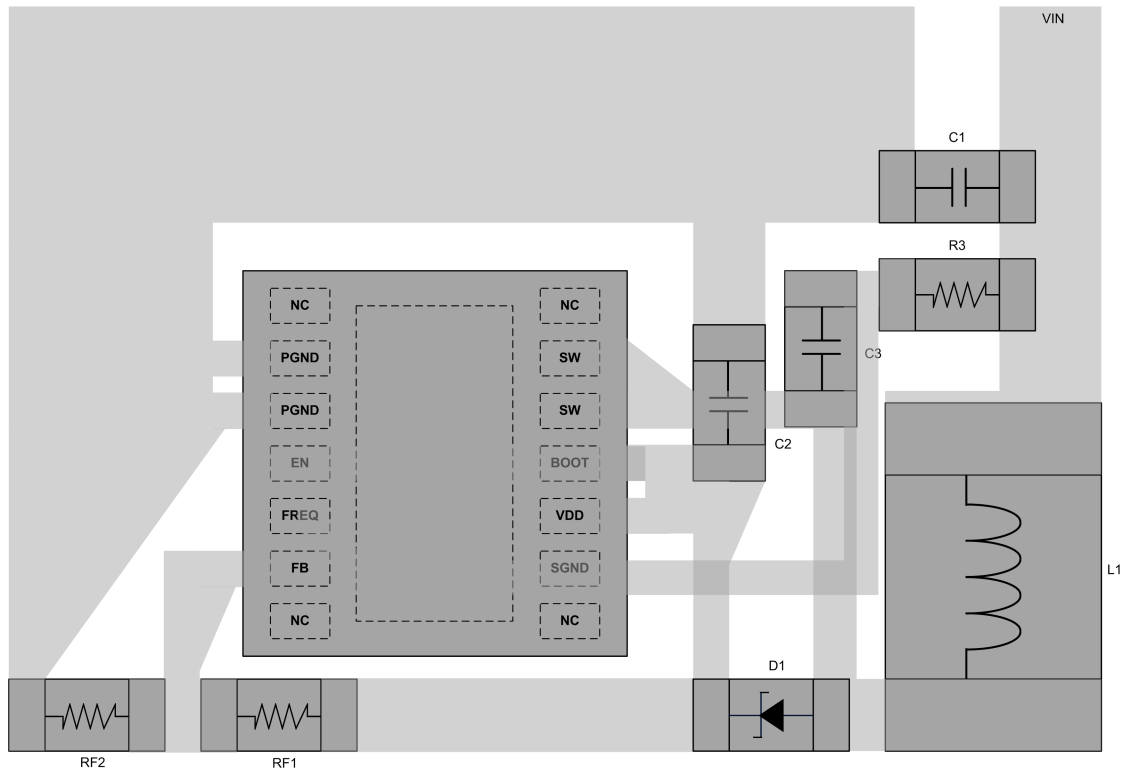 VIN
C1
R3
NC
NC
PGND
SW
C3
PGND
SW
C2
EN
BOOT
FREQ
VDD
FB
SGND
L1
NC
NC
D1
RF2
RF1